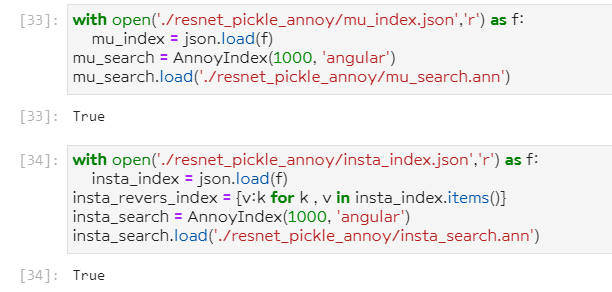 [33]: with open('./resnet_pickle_annoy/mu_index.json','r') as f:
mu_index = json.load(f)
mu_search = AnnoyIndex(1000, 'angular')
mu_search.load('./resnet_pickle_annoy/mu_search.ann')
[33]: True
[34]: with open('./resnet_pickle_annoy/insta_index.json','r') as f:
insta_index = json.load(f)
insta_revers_index = {v:k for k , v in insta_index.items()}
insta_search = AnnoyIndex(1000, 'angular')
insta_search.load('./resnet_pickle_annoy/insta_search.ann')
[34]: True